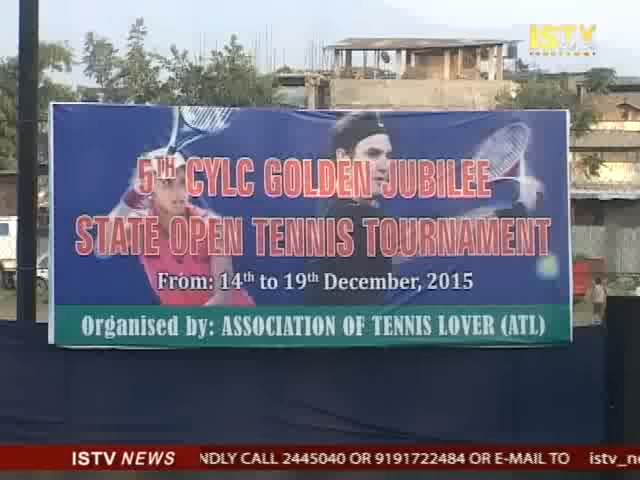 ISTV
5TH CYLC GOLDEN JUBILEE
STATE OPEN TENNIS TOURNAMENT
From: 14th to 19th December, 2015
Organised by: ASSOCIATION OF TENNIS LOVER (ATL)
ISTV NEWS NDLY CALL 2445040 OR 9191722484 OR E-MAIL TO istv_ne